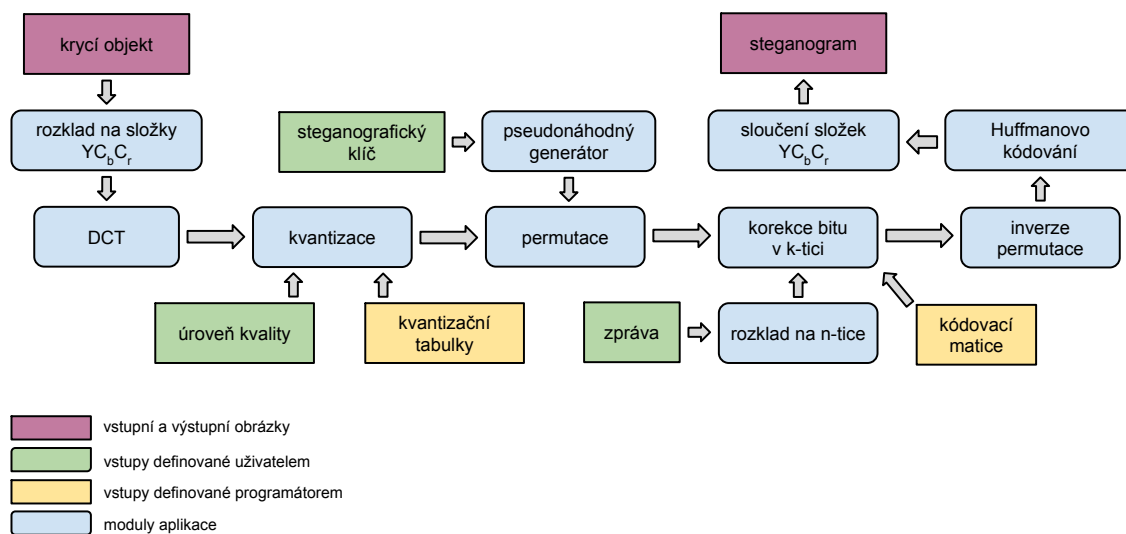 krycí objekt
steganogram
rozklad na složky
YCbCr
steganografický
klíč
pseudonáhodný
generátor
sloučení složek
YCbCr
Huffmanovo
kódování
DCT
kvantizace
permutace
korekce bitu
v k-tici
inverze
permutace
úroveň kvality
kvantizační
tabulky
zpráva
rozklad na n-tice
kódovací
matice
vstupní a výstupní obrázky
vstupy definované uživatelem
vstupy definované programátorem
moduly aplikace